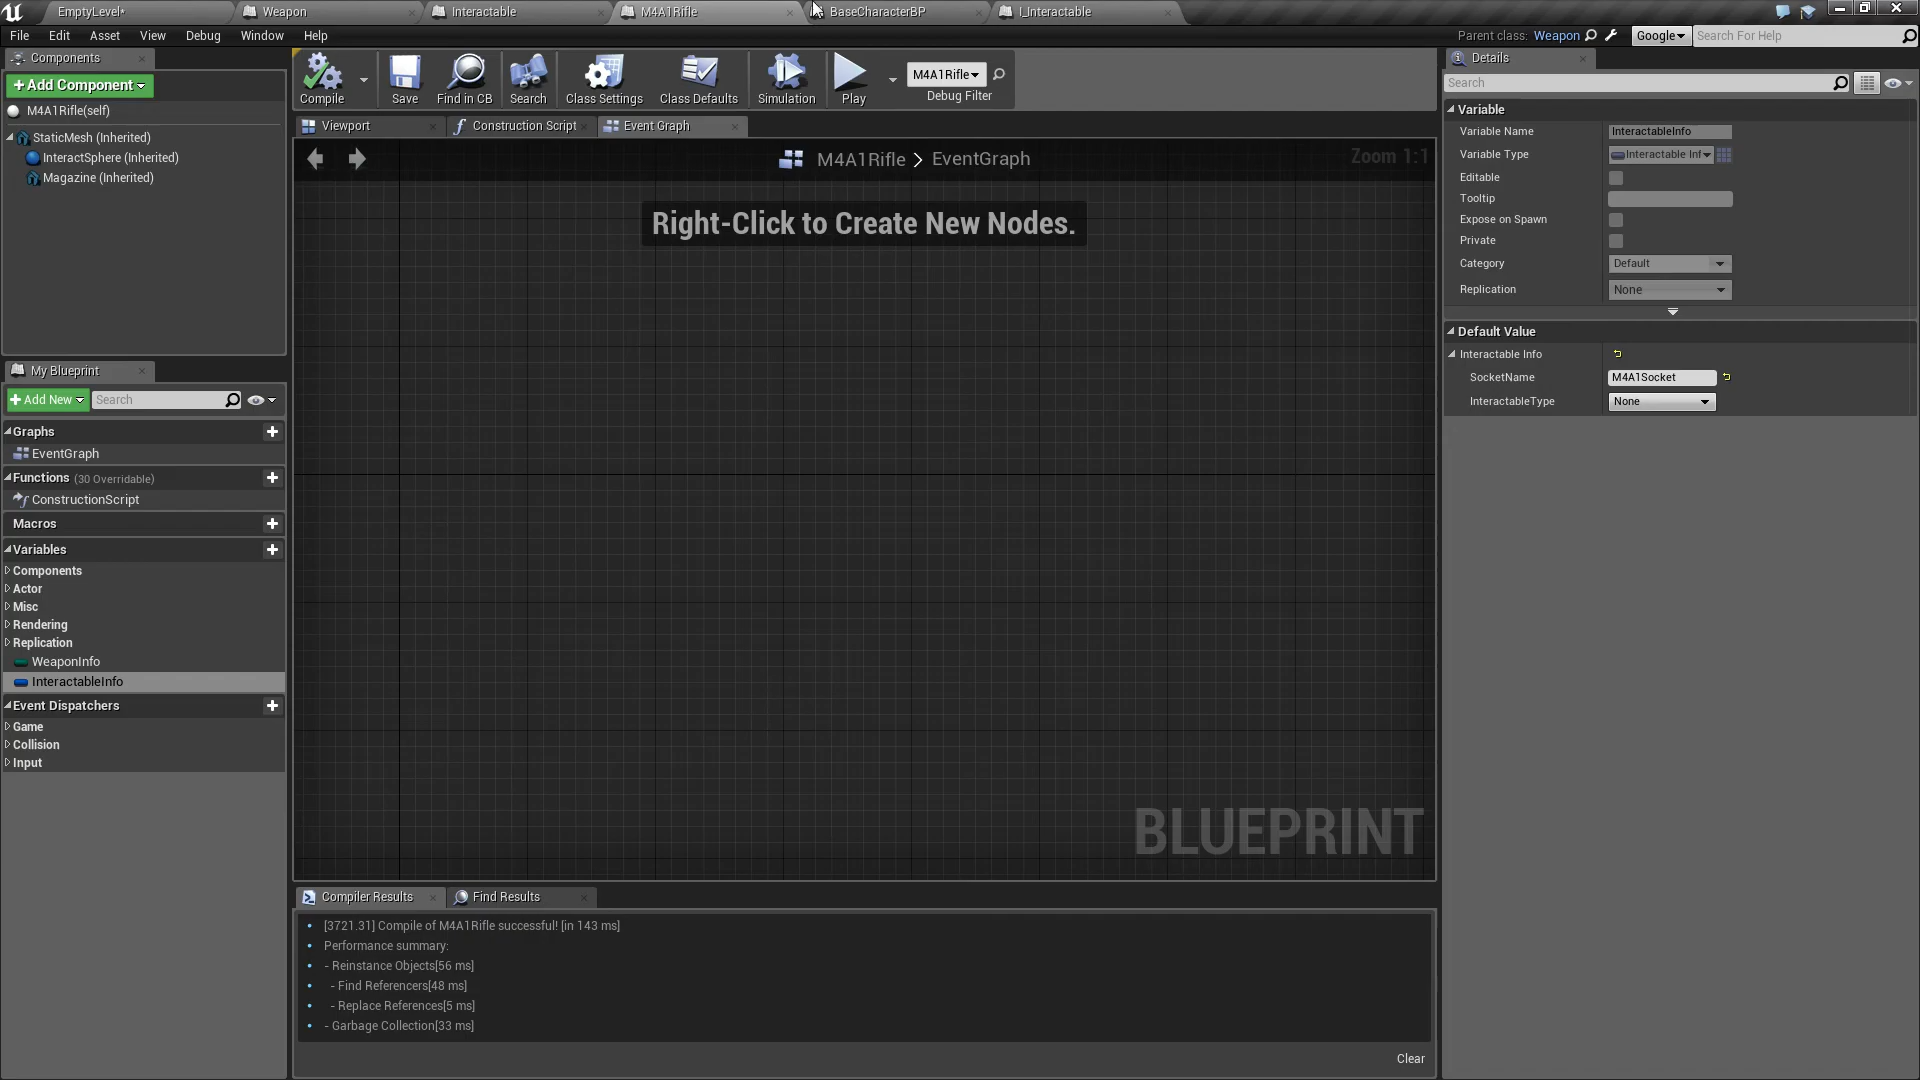 EmptyLevel*
Weapon
Interactable
M4A1Rifle
BaseCharacterBP
I_Interactable
File Edit Asset View Debug Window Help
Parent class: Weapon
Google
Search For Help
Components
+Add Component
M4A1Rifle(self)
StaticMesh (Inherited)
InteractSphere (Inherited)
Magazine (Inherited)
Compile
Save
Find in CB
Search
Class Settings
Class Defaults
Simulation
Play
M4A1Rifle
Debug Filter
Viewport
Construction Script
Event Graph
M4A1Rifle > EventGraph
Zoom 1:1
Right-Click to Create New Nodes.
BLUEPRINT
My Blueprint
+Add New
Search
Graphs
EventGraph
Functions (30 Overridable)
ConstructionScript
Macros
Variables
Components
Actor
Misc
Rendering
Replication
WeaponInfo
InteractableInfo
Event Dispatchers
Game
Collision
Input
Compiler Results
Find Results
[3721.31] Compile of M4A1Rifle successful! [in 143 ms]
Performance summary:
- Reinstance Objects[56 ms]
- Find Referencers[48 ms]
- Replace References[5 ms]
- Garbage Collection[33 ms]
Clear
Details
Search
Variable
Variable Name InteractableInfo
Variable Type Interactable Inf
Editable
Tooltip
Expose on Spawn
Private
Category Default
Replication None
Default Value
Interactable Info
SocketName M4A1Socket
InteractableType None